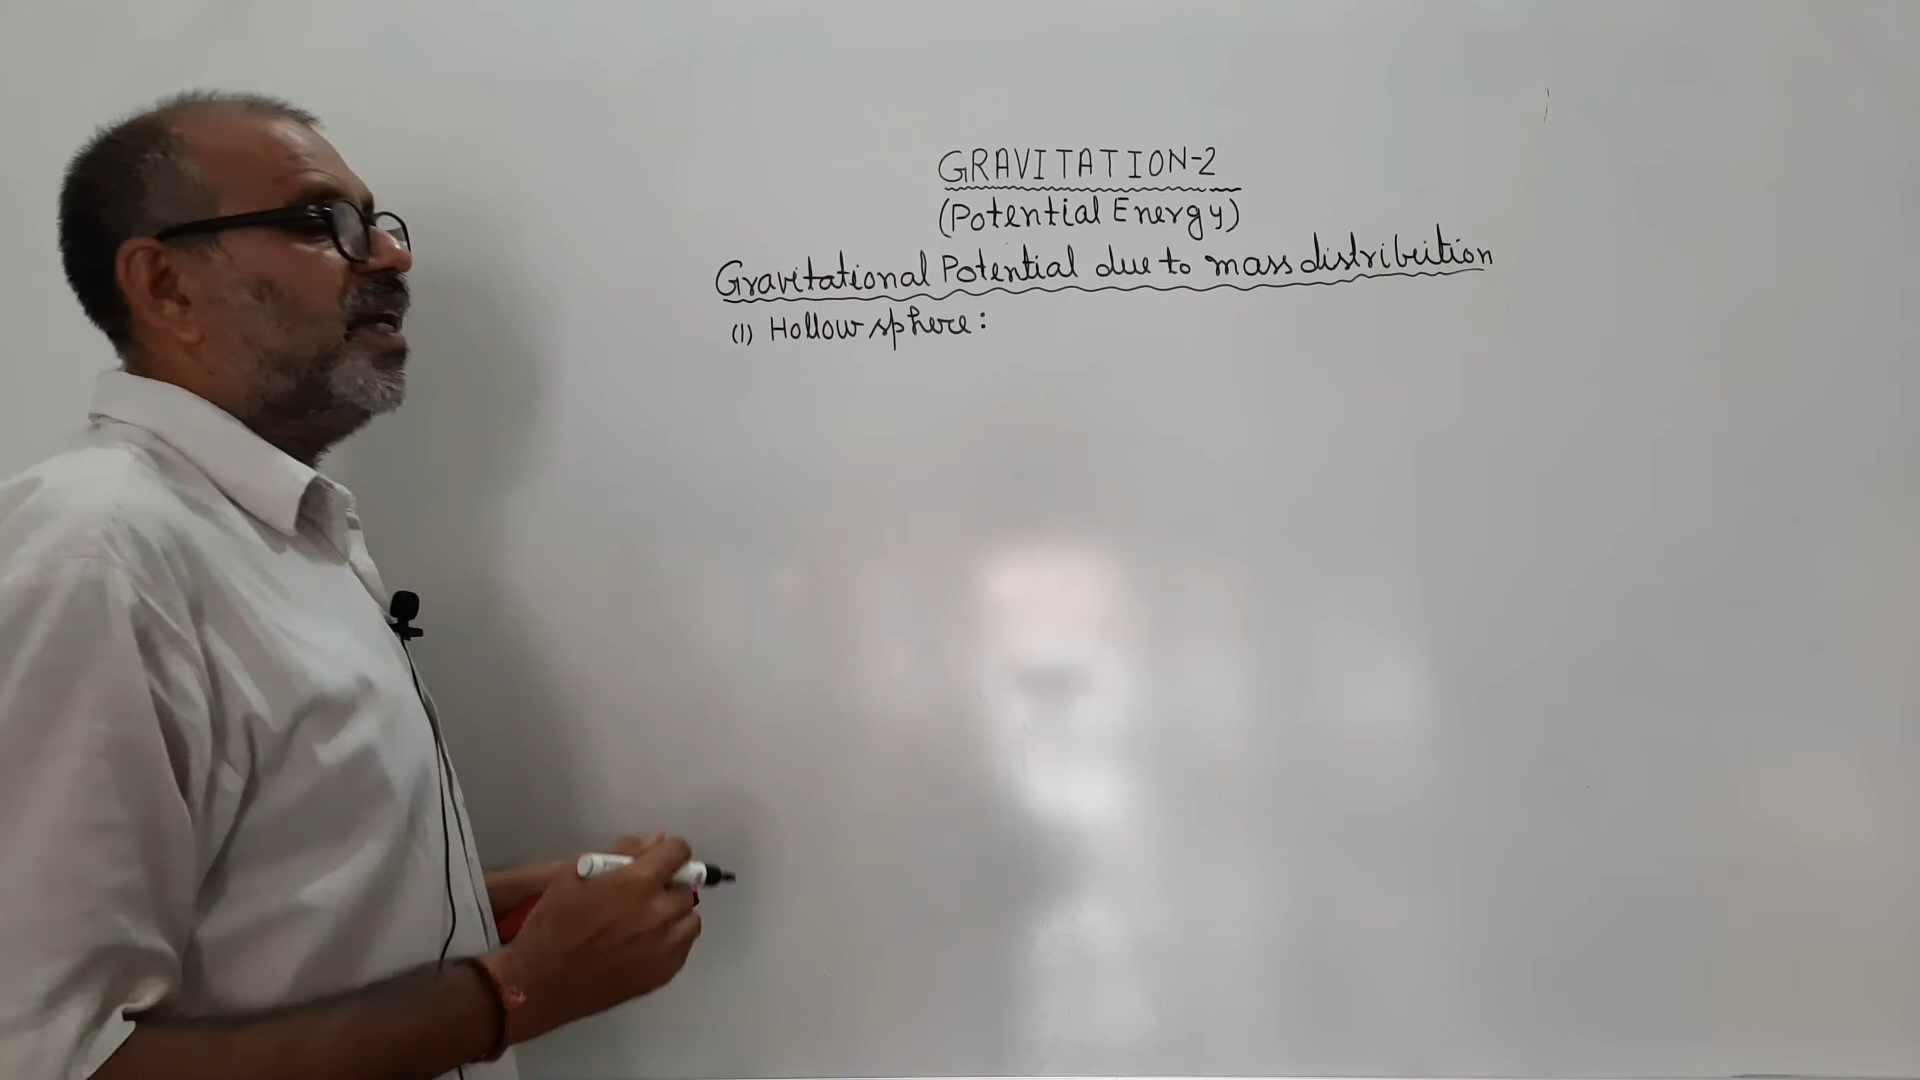 GRAVITATION-2
(Potential Energy)
Gravitational Potential due to mass distribution
(1) Hollow sphere: